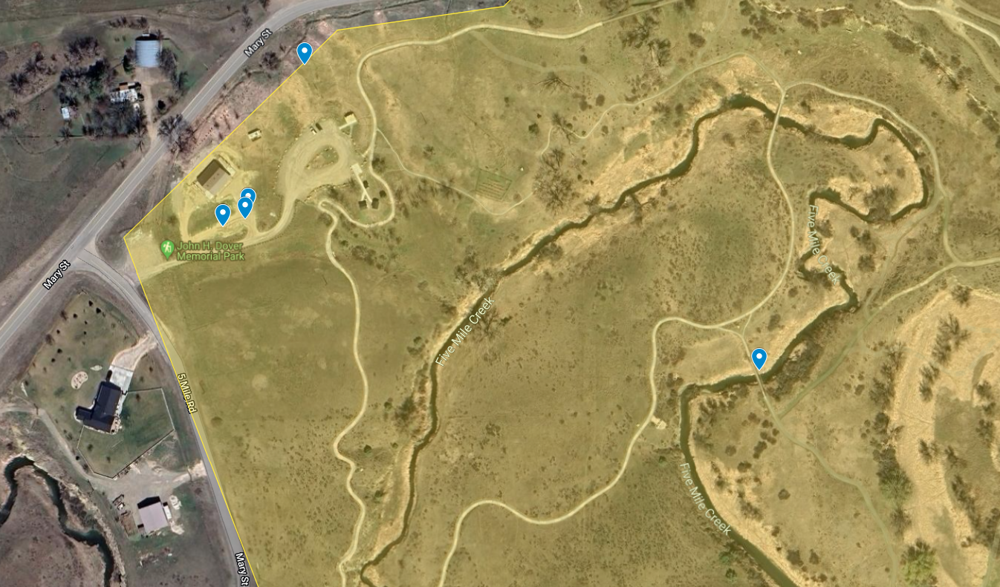 Mary St
John H. Dover
Memorial Park
Mary St
Five Mile Creek
Five Mile Creek
5 Mile Rd
Five Mile Creek
Mary St